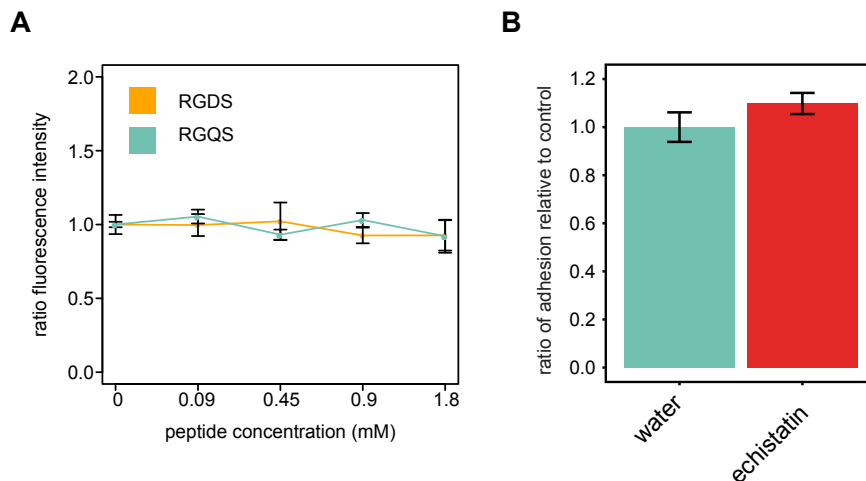 A
2.0
1.5
1.0
0.5
0.0
ratio fluorescence intensity
RGDS
RGQS
0 0.09 0.45 0.9 1.8
peptide concentration (mM)
B
1.2
1.0
0.8
0.6
0.4
0.2
0.0
ratio of adhesion relative to control
water
echistatin